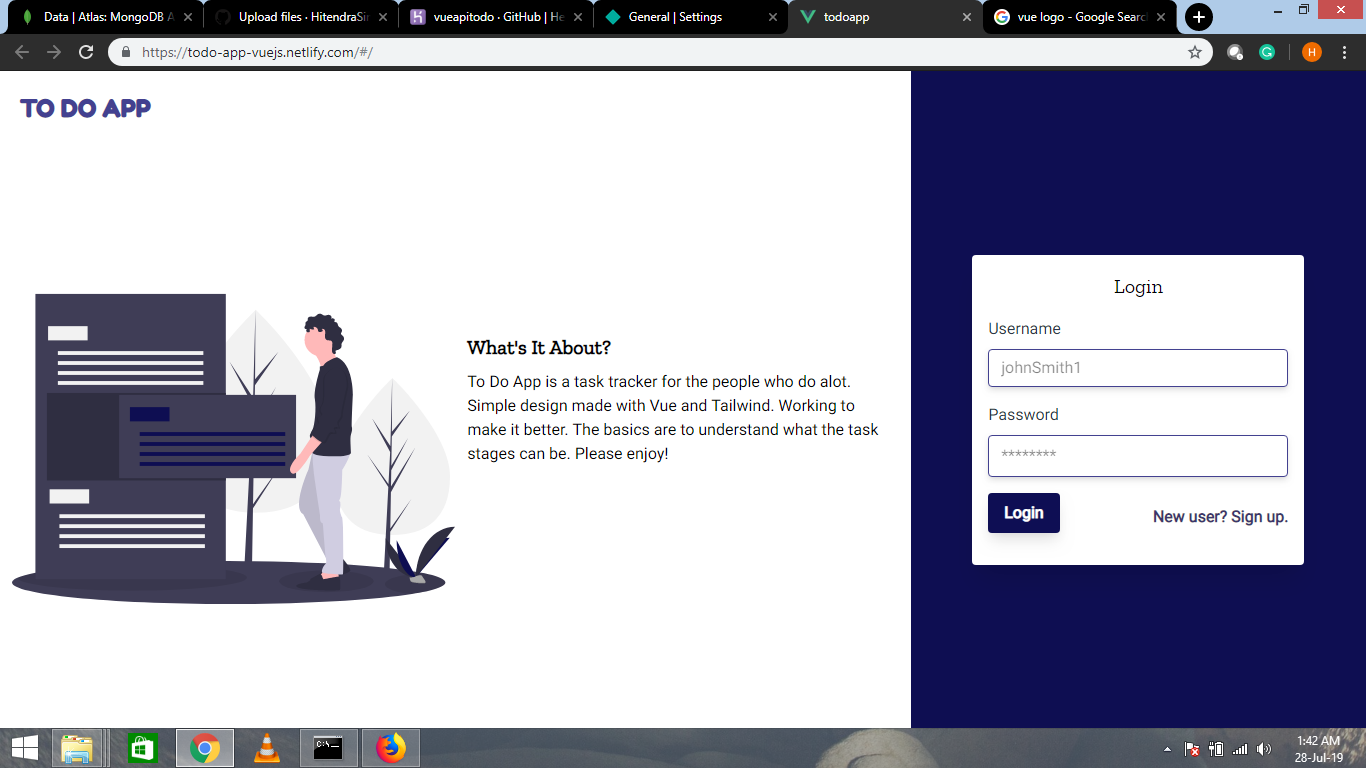 Data | Atlas: MongoDB A
Upload files · HitendraSin
vueapitodo · GitHub | He
General | Settings
todoapp
vue logo - Google Search
https://todo-app-vuejs.netlify.com/#/
H
TO DO APP
What's It About?
To Do App is a task tracker for the people who do alot.
Simple design made with Vue and Tailwind. Working to
make it better. The basics are to understand what the task
stages can be. Please enjoy!
Login
Username
johnSmith1
Password
********
Login
New user? Sign up.
1:42 AM
28-Jul-19